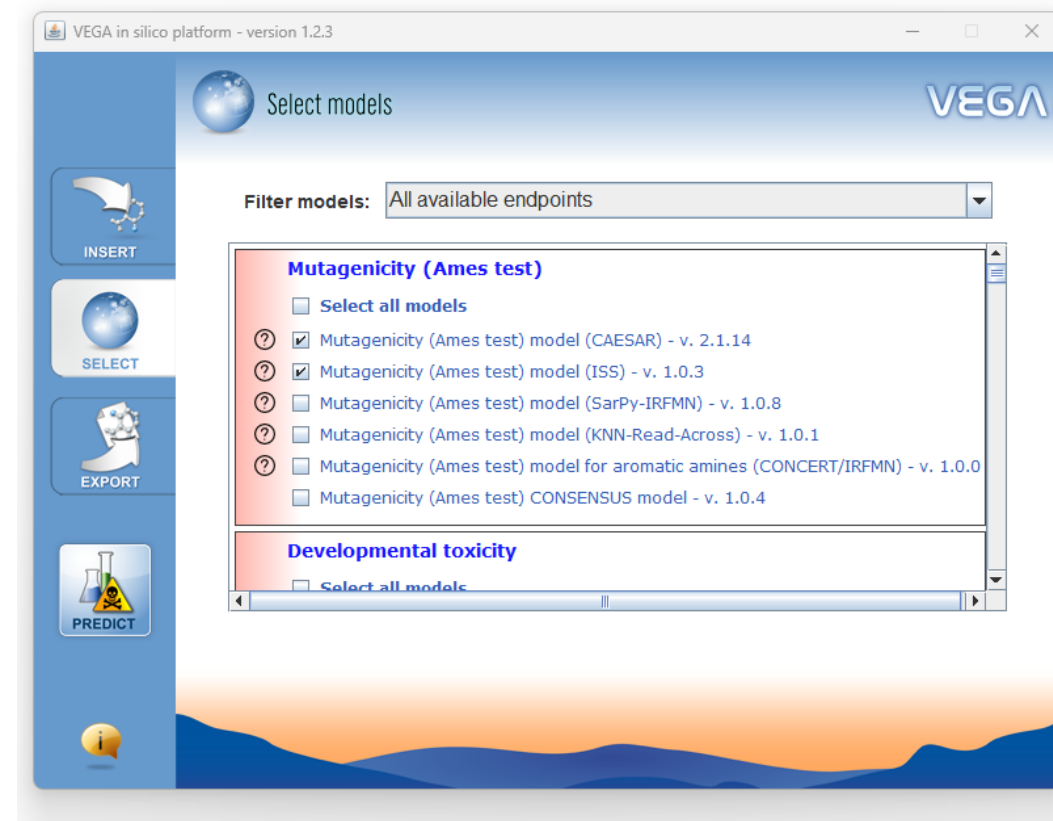 VEGA in silico platform - version 1.2.3
Select models
VEGA
INSERT
SELECT
EXPORT
PREDICT
i
Filter models: All available endpoints
Mutagenicity (Ames test)
Select all models
? Mutagenicity (Ames test) model (CAESAR) - v. 2.1.14
? Mutagenicity (Ames test) model (ISS) - v. 1.0.3
? Mutagenicity (Ames test) model (SarPy-IRFMN) - v. 1.0.8
? Mutagenicity (Ames test) model (KNN-Read-Across) - v. 1.0.1
? Mutagenicity (Ames test) model for aromatic amines (CONCERT/IRFMN) - v. 1.0.0
Mutagenicity (Ames test) CONSENSUS model - v. 1.0.4
Developmental toxicity
Select all models